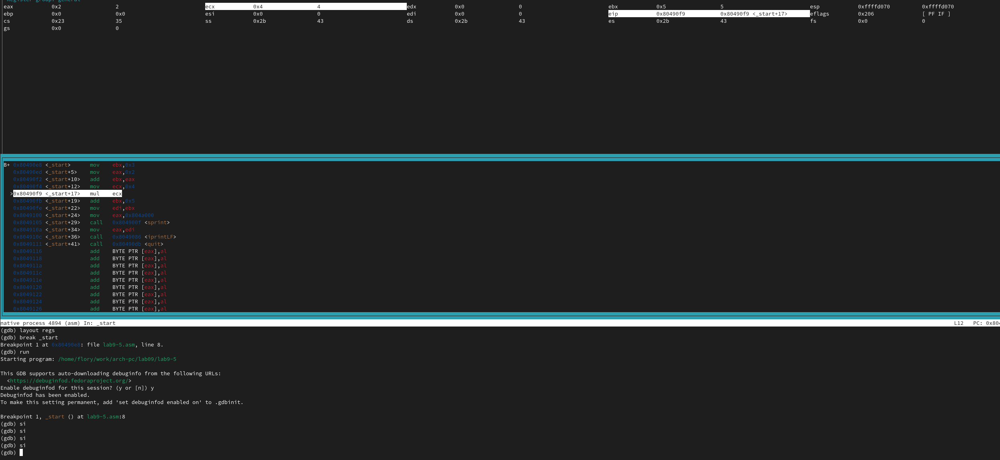 Register group: general
eax 0x2 2 ecx 0x4 4 edx 0x0 0 ebx 0x5 5 esp 0xffffd070 0xffffd070
ebp 0x0 0x0 esi 0x0 0 edi 0x0 0 eip 0x80490f9 0x80490f9 <_start+17> eflags 0x206 [ PF IF ]
cs 0x23 35 ss 0x2b 43 ds 0x2b 43 es 0x2b 43 fs 0x0 0
gs 0x0 0
B+ 0x80490e8 <_start> mov ebx,0x3
0x80490ed <_start+5> mov eax,0x2
0x80490f2 <_start+10> add ebx,eax
0x80490f4 <_start+12> mov ecx,0x4
>0x80490f9 <_start+17> mul ecx
0x80490fb <_start+19> add ebx,0x5
0x80490fe <_start+22> mov edi,ebx
0x8049100 <_start+24> mov eax,0x804a000
0x8049105 <_start+29> call 0x804900f <sprint>
0x804910a <_start+34> mov eax,edi
0x804910c <_start+36> call 0x8049086 <iprintLF>
0x8049111 <_start+41> call 0x80490db <quit>
0x8049116 add BYTE PTR [eax],al
0x8049118 add BYTE PTR [eax],al
0x804911a add BYTE PTR [eax],al
0x804911c add BYTE PTR [eax],al
0x804911e add BYTE PTR [eax],al
0x8049120 add BYTE PTR [eax],al
0x8049122 add BYTE PTR [eax],al
0x8049124 add BYTE PTR [eax],al
0x8049126 add BYTE PTR [eax],al
native process 4894 (asm) In: _start L12 PC: 0x804
(gdb) layout regs
(gdb) break _start
Breakpoint 1 at 0x80490e8: file lab9-5.asm, line 8.
(gdb) run
Starting program: /home/flory/work/arch-pc/lab09/lab9-5
This GDB supports auto-downloading debuginfo from the following URLs:
<https://debuginfod.fedoraproject.org/>
Enable debuginfod for this session? (y or [n]) y
Debuginfod has been enabled.
To make this setting permanent, add 'set debuginfod enabled on' to .gdbinit.
Breakpoint 1, _start () at lab9-5.asm:8
(gdb) si
(gdb) si
(gdb) si
(gdb) si
(gdb)